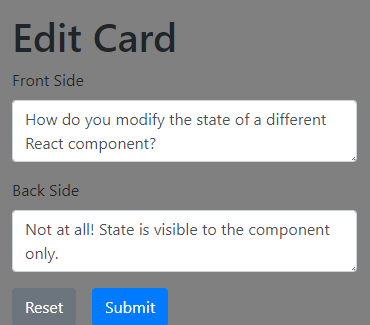 Edit Card
Front Side
How do you modify the state of a different
React component?
Back Side
Not at all! State is visible to the component
only.
Reset Submit